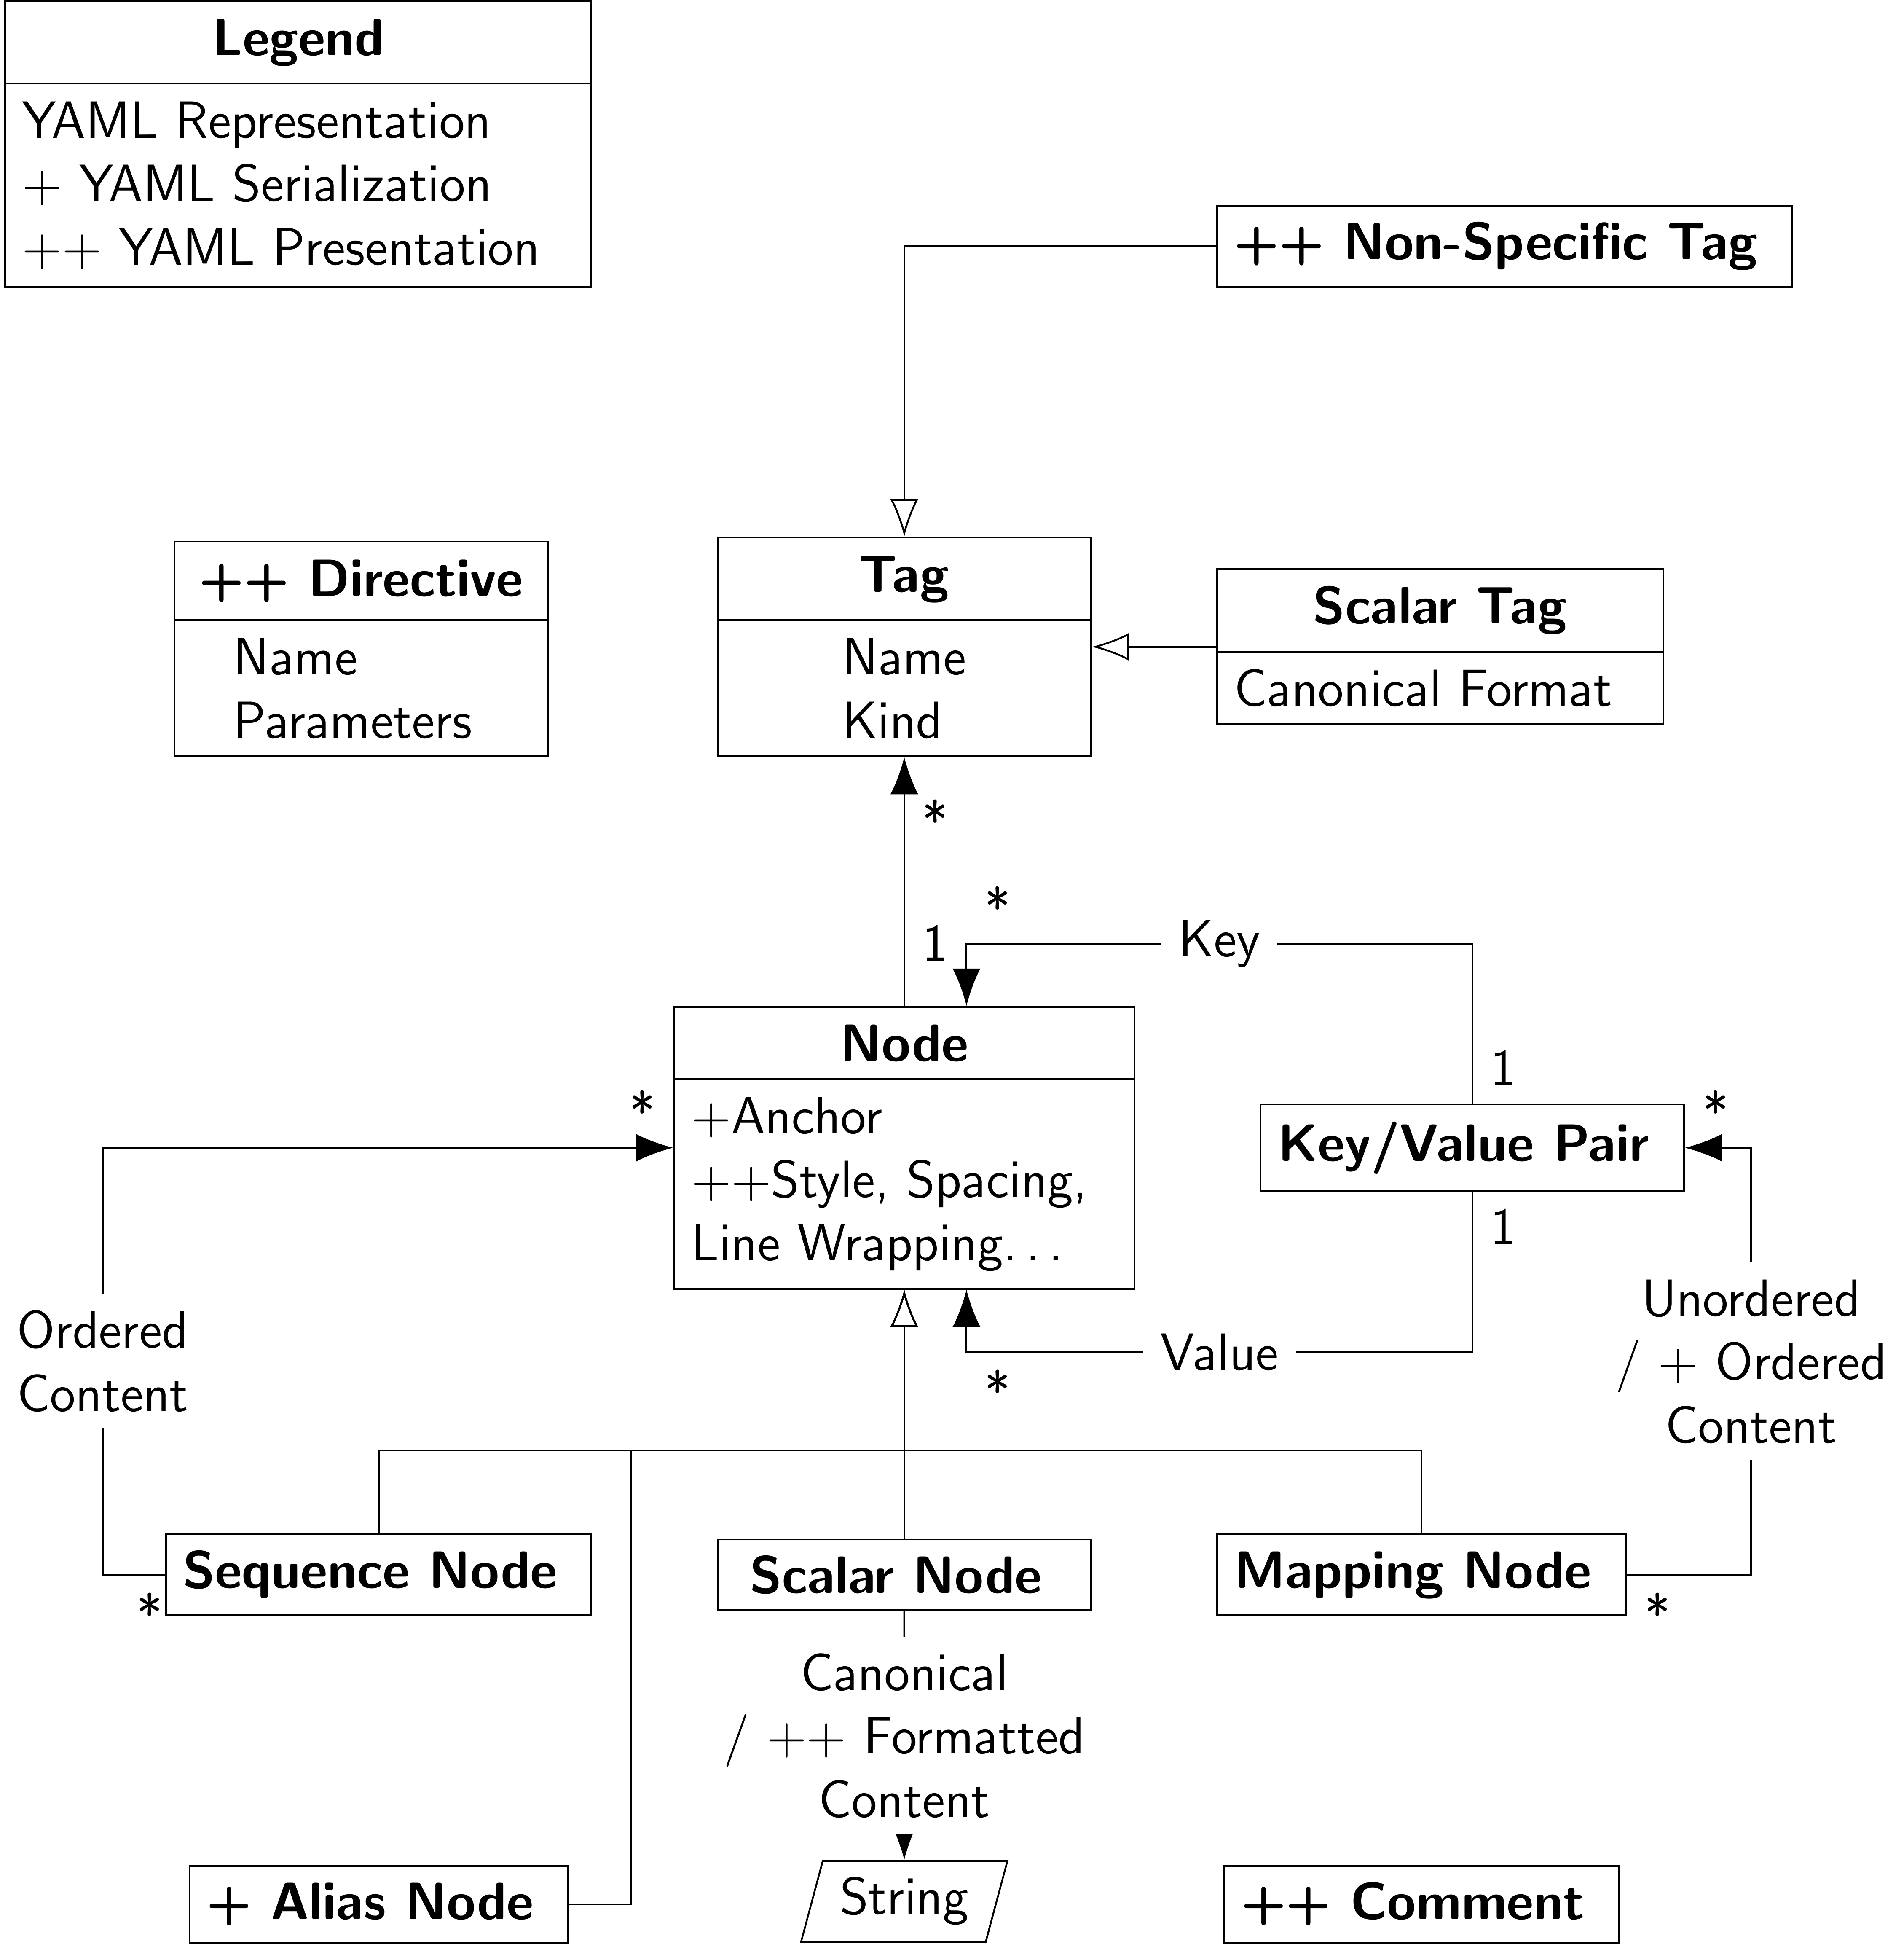 Legend
YAML Representation
+ YAML Serialization
++ YAML Presentation
++ Non-Specific Tag
++ Directive
Name
Parameters
Tag
Name
Kind
Scalar Tag
Canonical Format
*
1
*
Key
1
Node
+Anchor
++Style, Spacing,
Line Wrapping...
*
Key/Value Pair
*
1
Value
*
Ordered
Content
Unordered
/ + Ordered
Content
Sequence Node
*
Scalar Node
Mapping Node
*
Canonical
/ ++ Formatted
Content
+ Alias Node
String
++ Comment